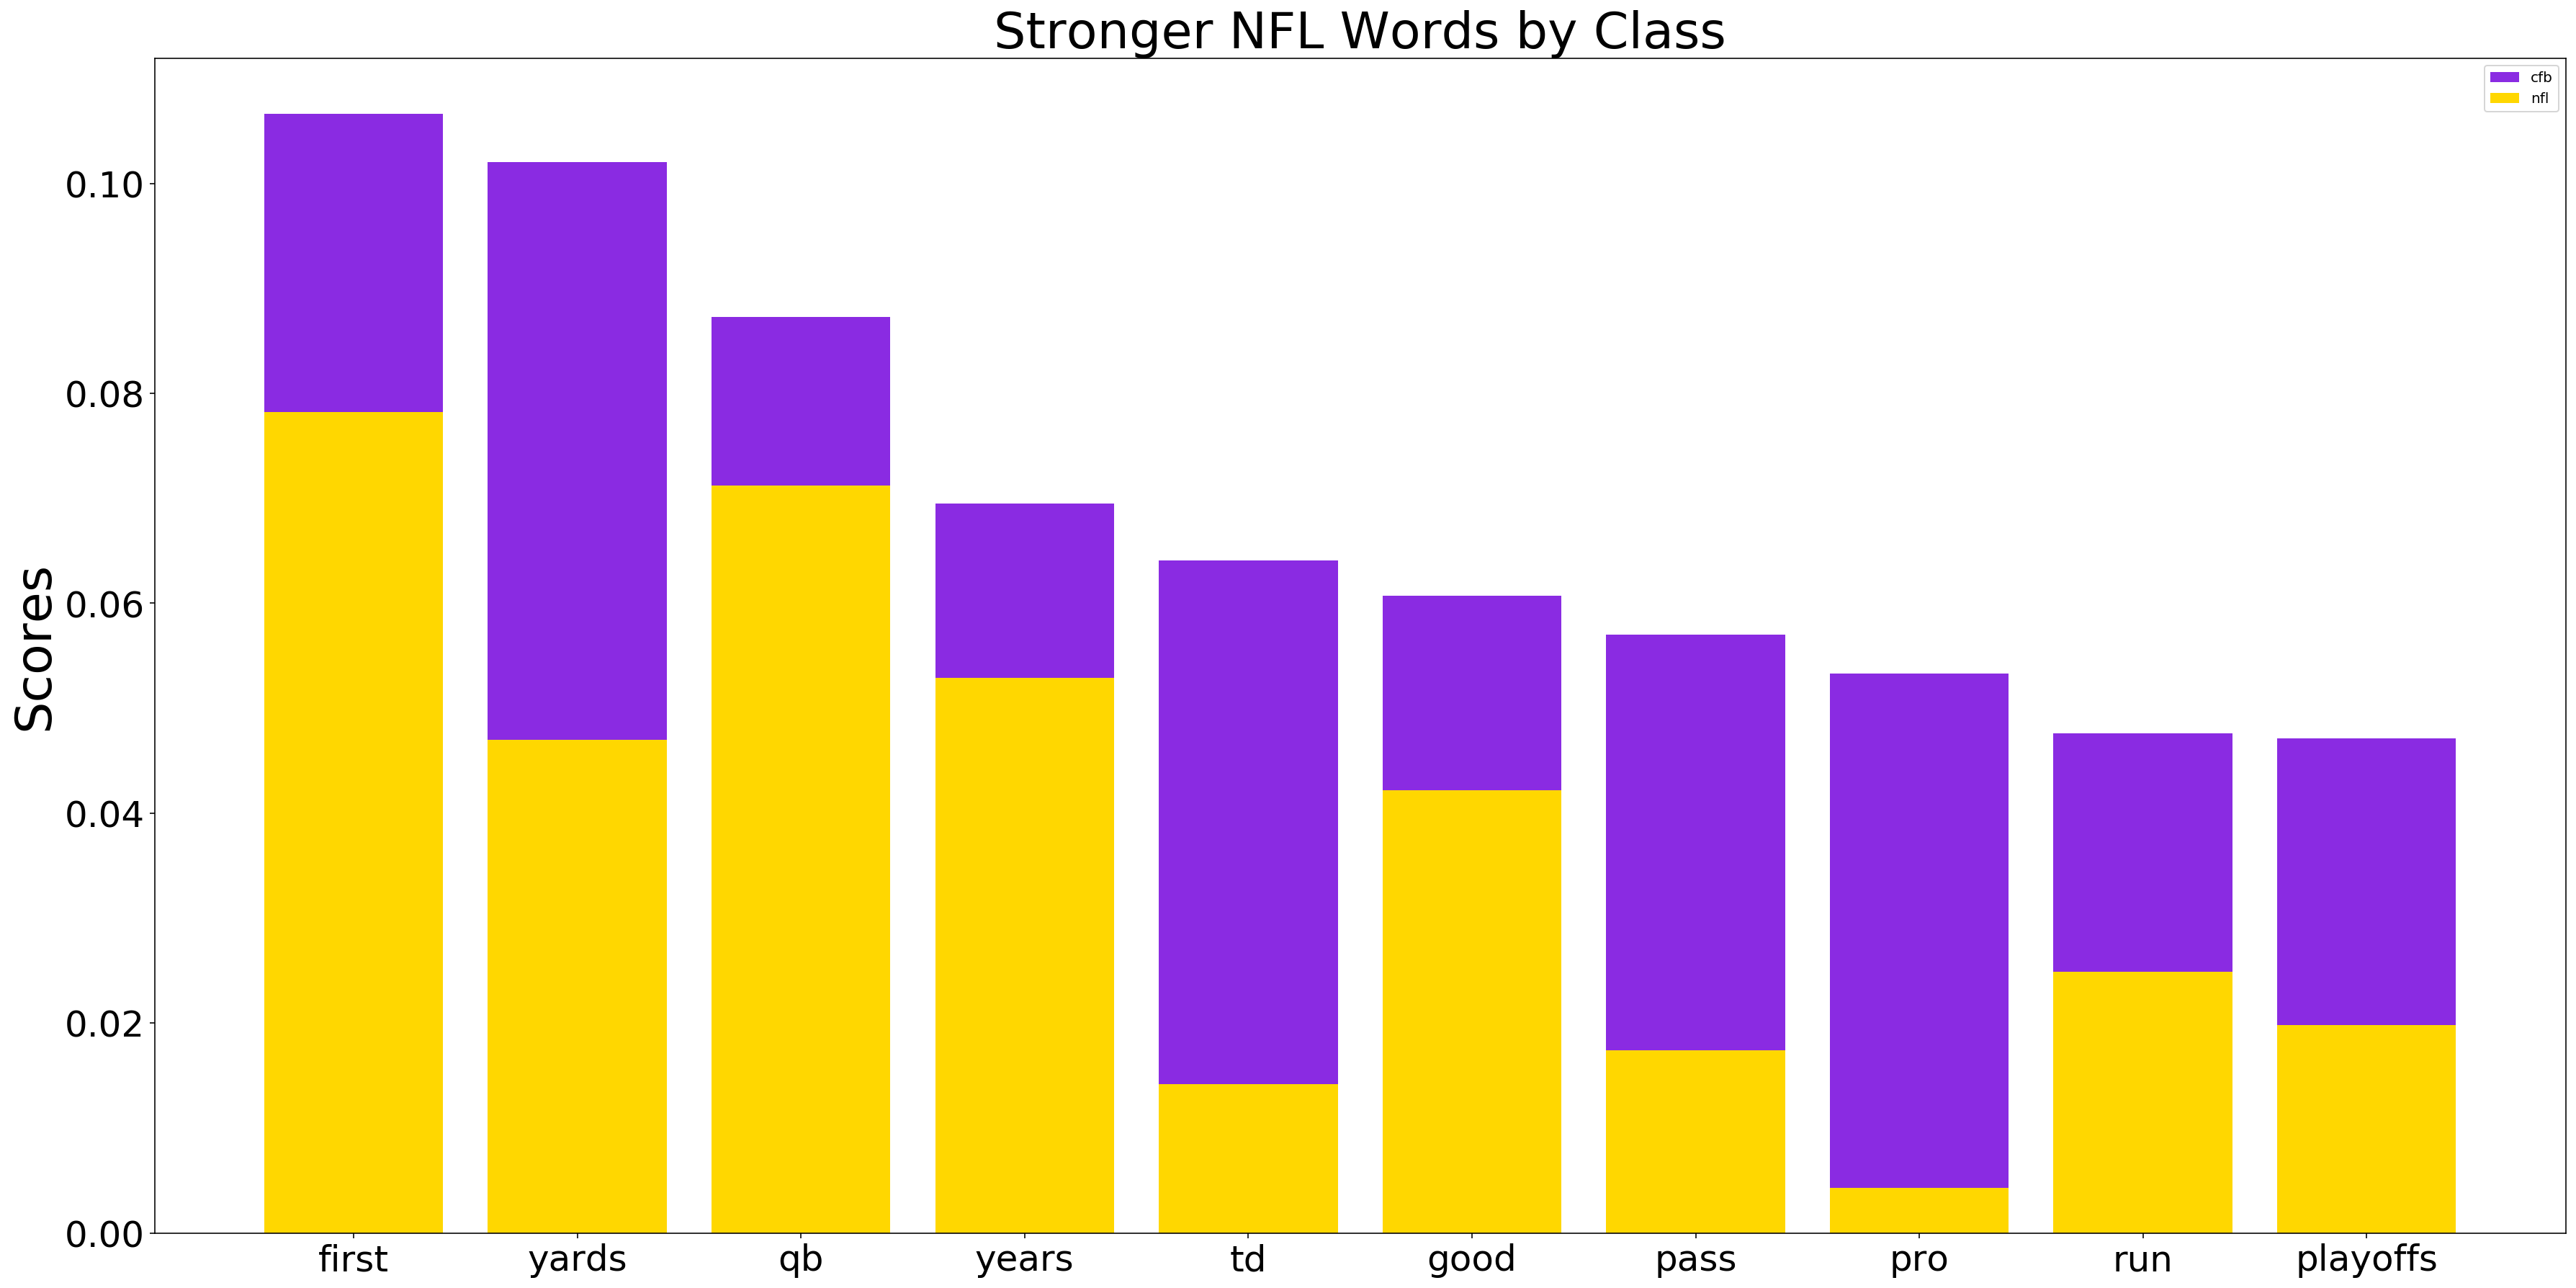 Stronger NFL Words by Class
cfb
nfl
Scores
0.10
0.08
0.06
0.04
0.02
0.00
first yards qb years td good pass pro run playoffs